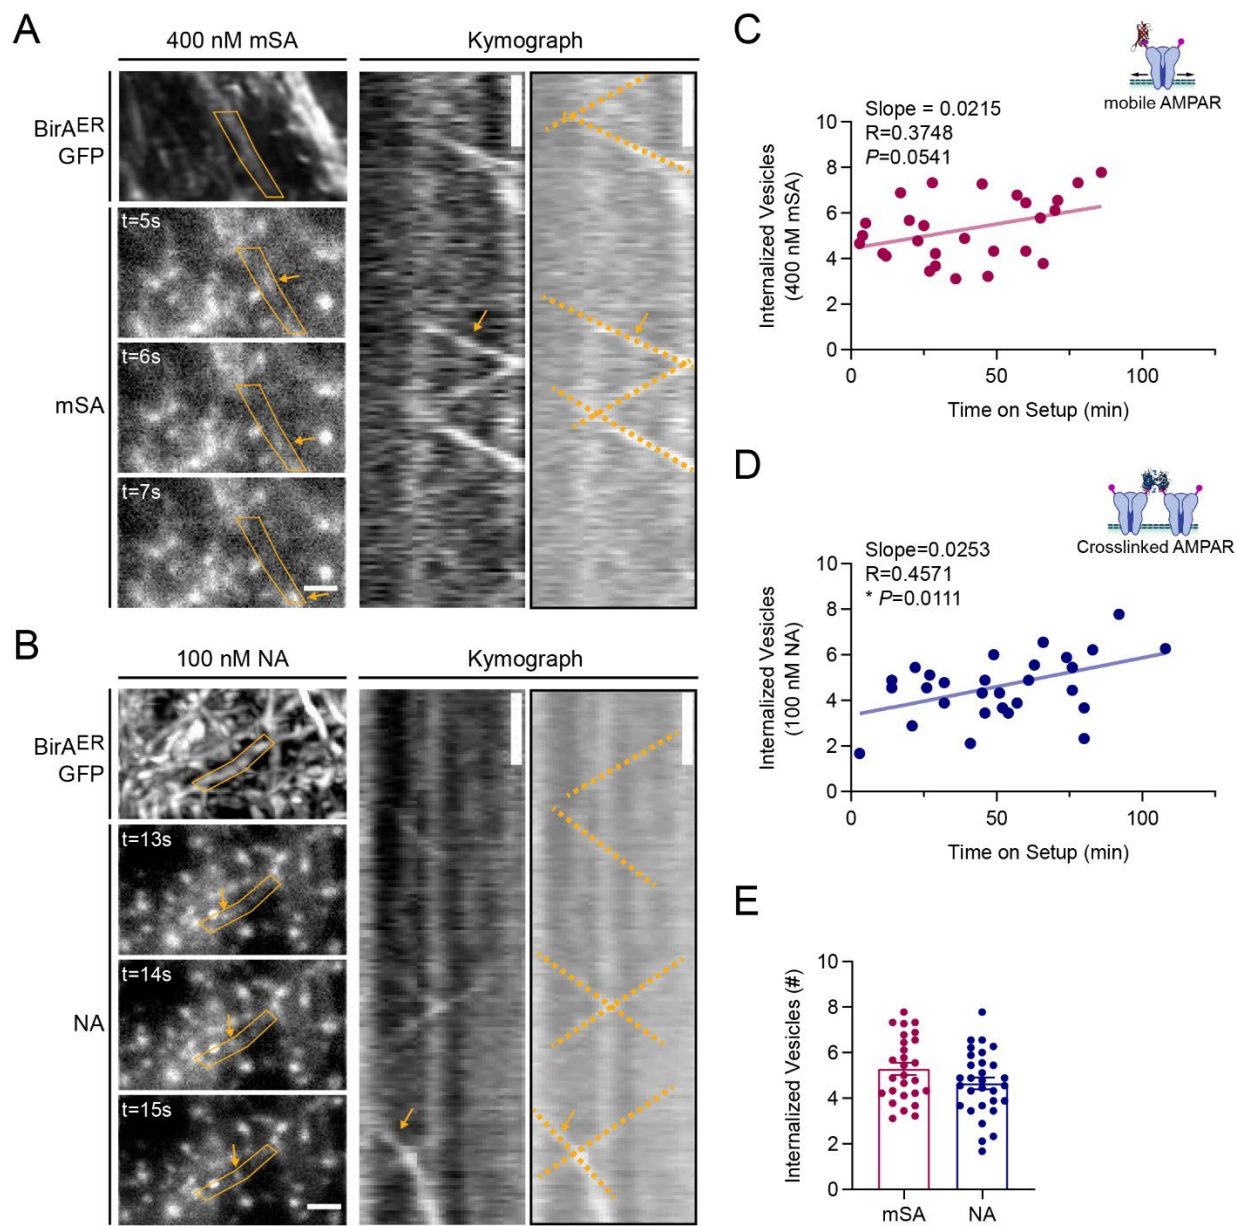 A
400 nM mSA
Kymograph
BirAER
GFP
t=5s
t=6s
mSA
t=7s
B
100 nM NA
Kymograph
BirAER
GFP
t=13s
t=14s
NA
t=15s
C
mobile AMPAR
Slope = 0.0215
R=0.3748
P=0.0541
Internalized Vesicles
(400 nM mSA)
10
8
6
4
2
0
0 50 100
Time on Setup (min)
D
Crosslinked AMPAR
Slope=0.0253
R=0.4571
* P=0.0111
Internalized Vesicles
(100 nM NA)
10
8
6
4
2
0
0 50 100
Time on Setup (min)
E
Internalized Vesicles (#)
10
8
6
4
2
0
mSA NA